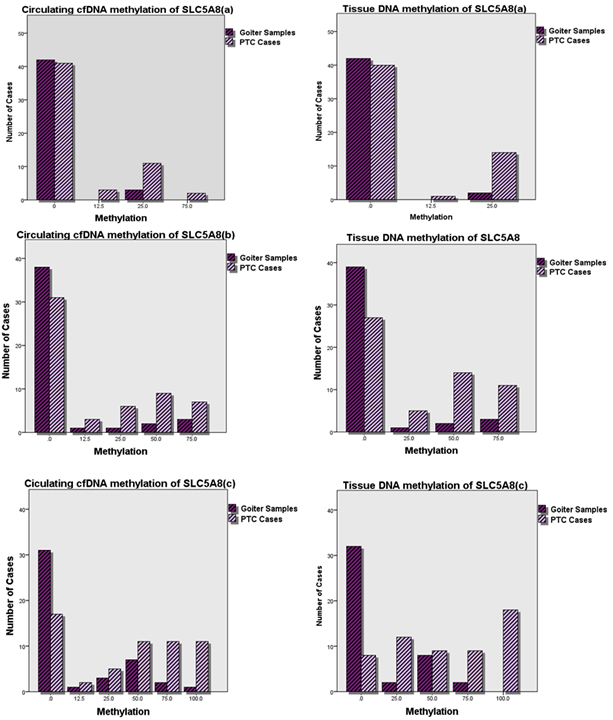 Circulating cfDNA methylation of SLC5A8(a)
Goiter Samples
PTC Cases
Number of Cases
50
40
30
20
10
0
.0 12.5 25.0 75.0
Methylation
Tissue DNA methylation of SLC5A8(a)
Goiter Samples
PTC Cases
Number of Cases
50
40
30
20
10
0
.0 12.5 25.0
Methylation
Circulating cfDNA methylation of SLC5A8(b)
Goiter Samples
PTC Cases
Number of Cases
40
30
20
10
0
.0 12.5 25.0 50.0 75.0
Methylation
Tissue DNA methylation of SLC5A8
Goiter Samples
PTC Cases
Number of Cases
40
30
20
10
0
.0 25.0 50.0 75.0
Methylation
Ciculating cfDNA methylation of SLC5A8(c)
Goiter Samples
PTC Cases
Number of Cases
40
30
20
10
0
.0 12.5 25.0 50.0 75.0 100.0
Methylation
Tissue DNA methylation of SLC5A8(c)
Goiter Samples
PTC Cases
Number of Cases
40
30
20
10
0
.0 25.0 50.0 75.0 100.0
Methylation